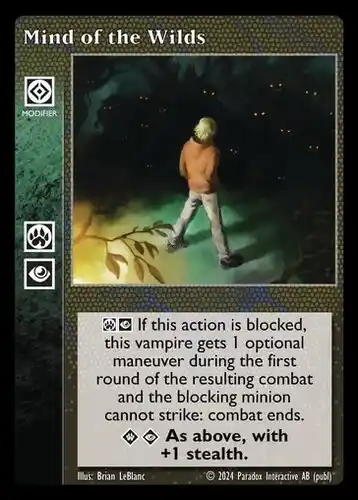 Mind of the Wilds
MODIFIER
If this action is blocked,
this vampire gets 1 optional
maneuver during the first
round of the resulting combat
and the blocking minion
cannot strike: combat ends.
As above, with
+1 stealth.
Illus: Brian LeBlanc © 2024 Paradox Interactive AB (publ)